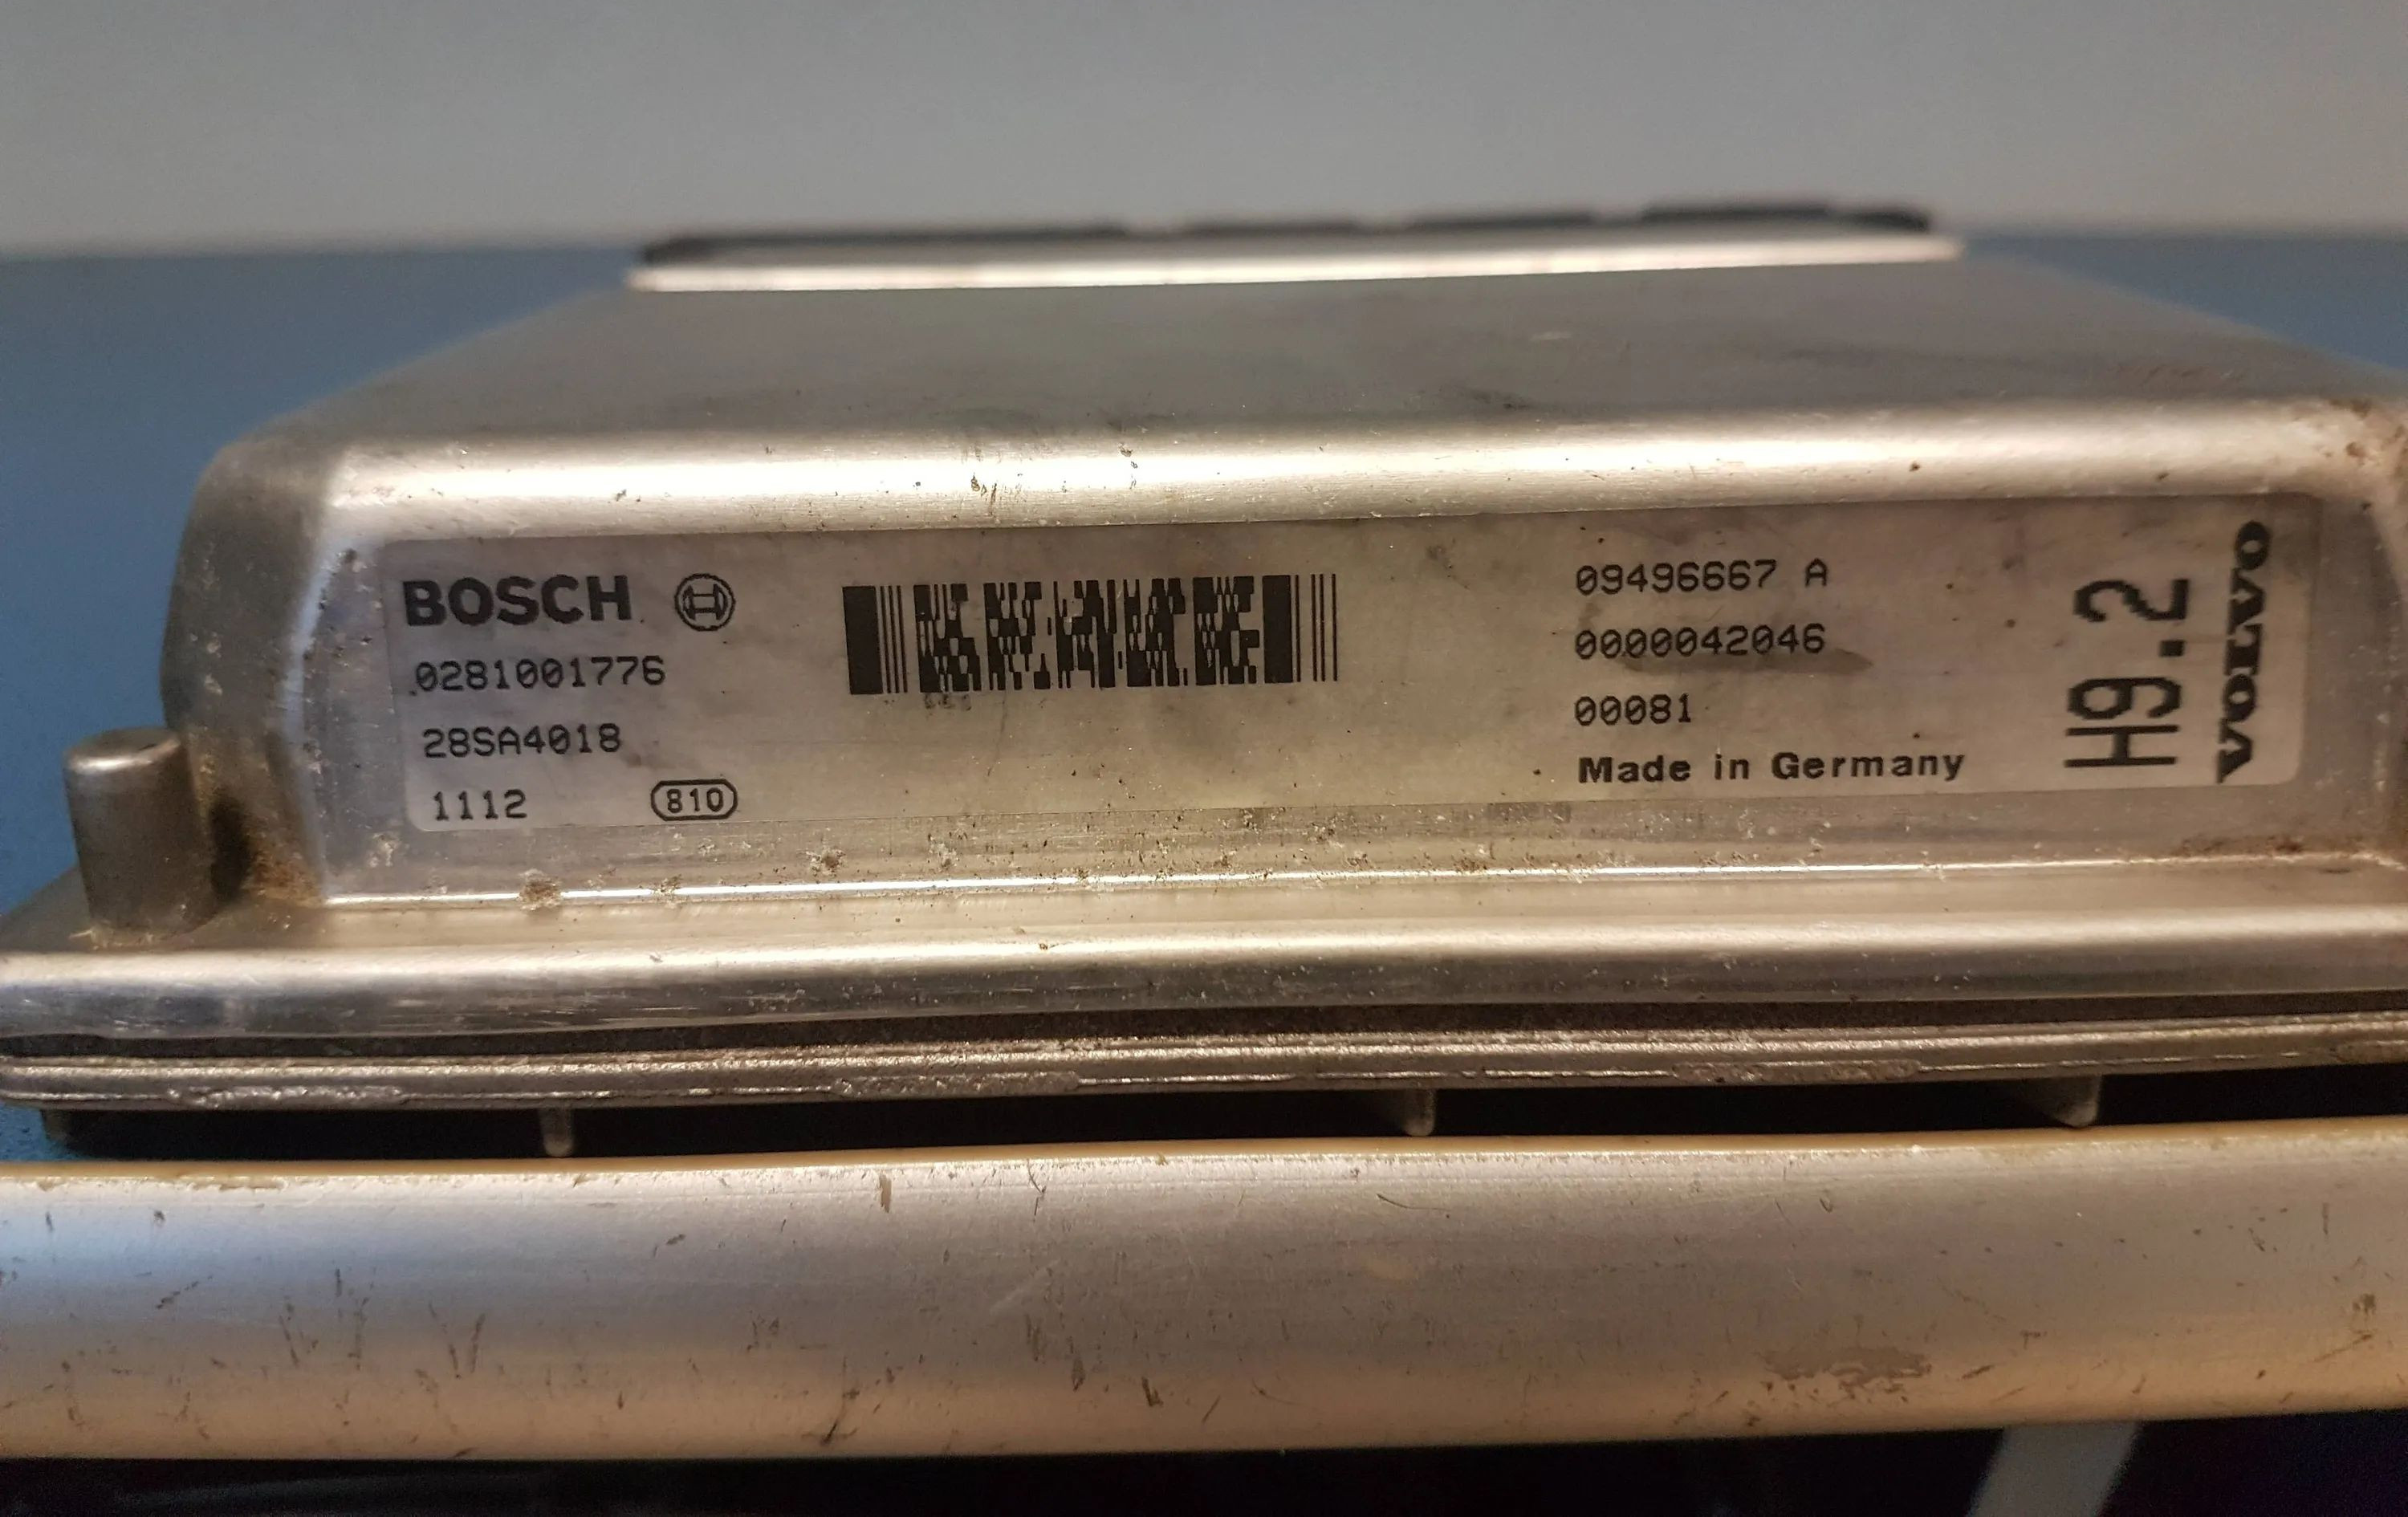 BOSCH
0281001776
28SA4018
1112
810
09496667 A
0000042046
00081
Made in Germany
H9.2
VOLVO